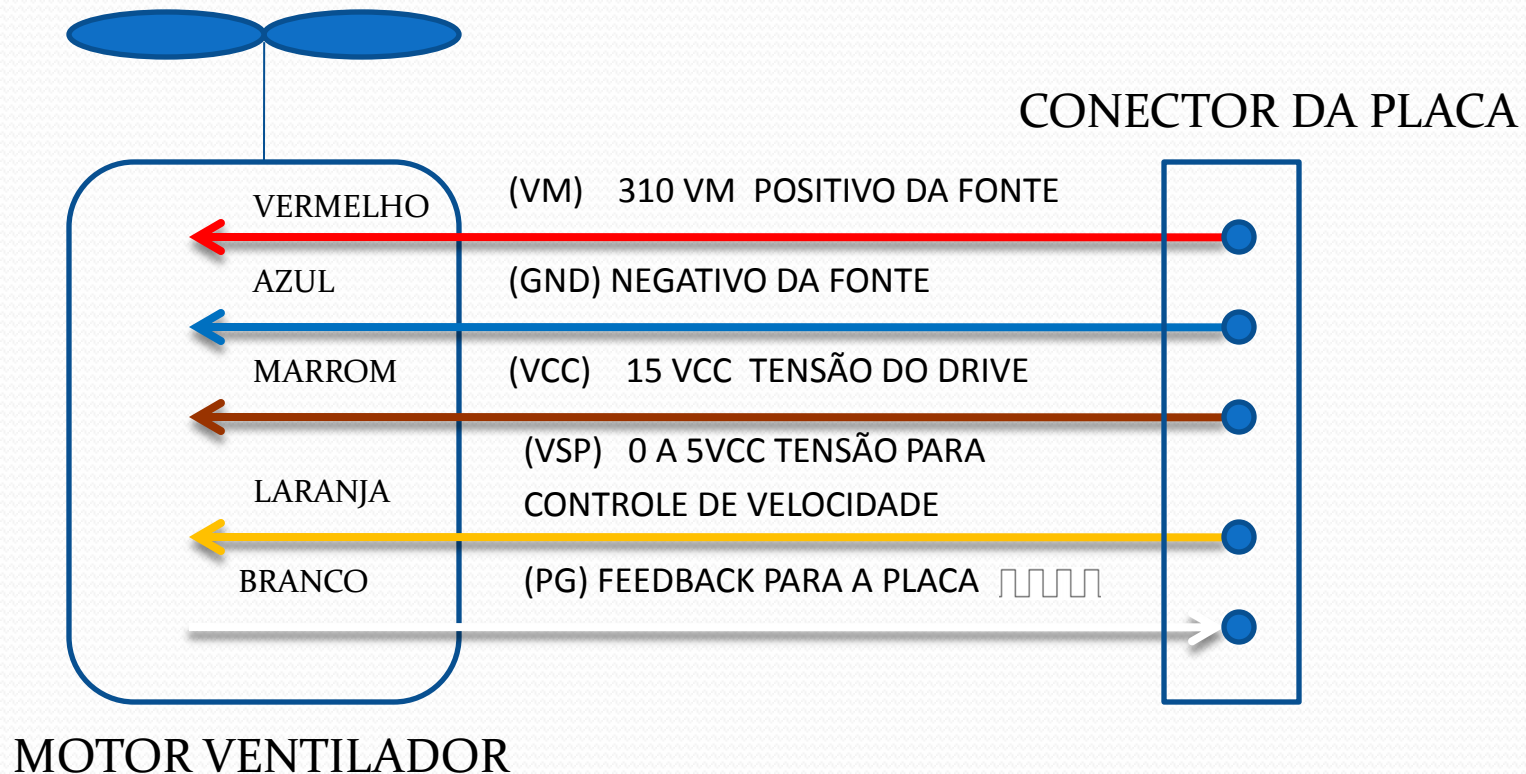 CONECTOR DA PLACA
VERMELHO
(VM) 310 VM POSITIVO DA FONTE
AZUL
(GND) NEGATIVO DA FONTE
MARROM
(VCC) 15 VCC TENSÃO DO DRIVE
(VSP) 0 A 5VCC TENSÃO PARA
LARANJA
CONTROLE DE VELOCIDADE
BRANCO
(PG) FEEDBACK PARA A PLACA
MOTOR VENTILADOR